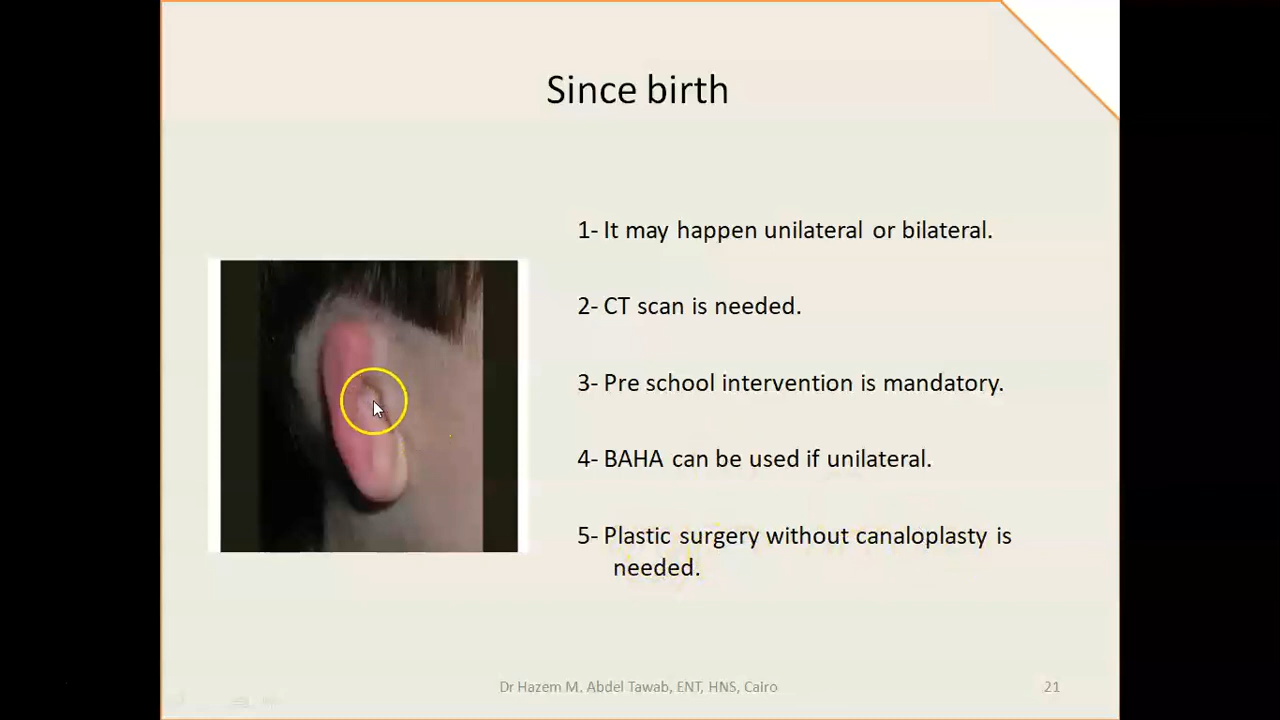 Since birth
1- It may happen unilateral or bilateral.
2- CT scan is needed.
3- Pre school intervention is mandatory.
4- BAHA can be used if unilateral.
5- Plastic surgery without canaloplasty is
needed.
Dr Hazem M. Abdel Tawab, ENT, HNS, Cairo
21